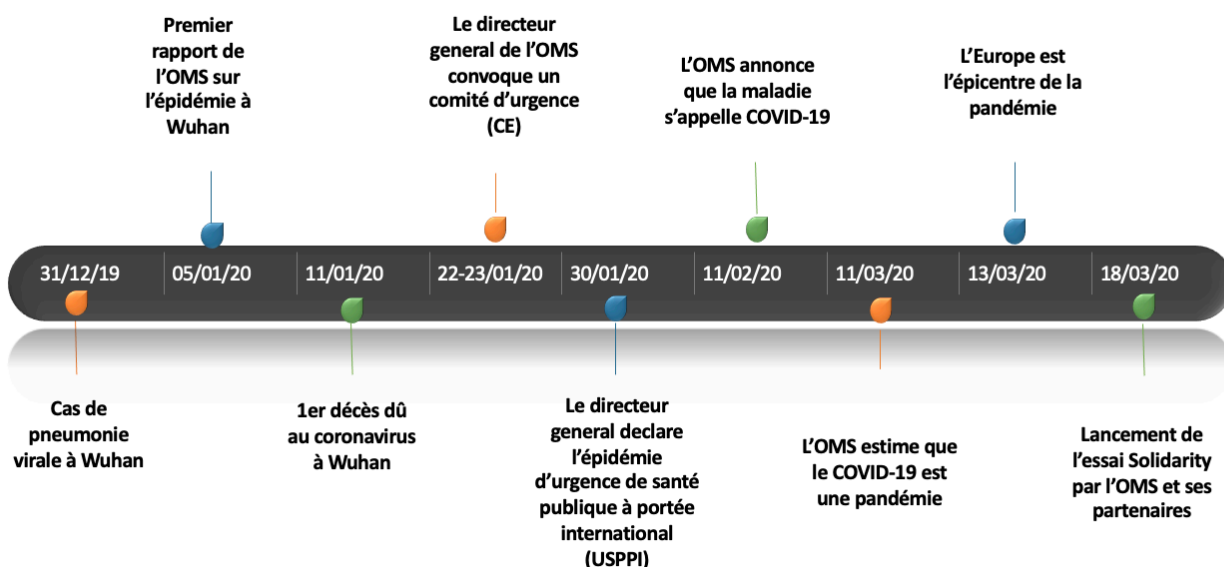 Premier
rapport de
l'OMS sur
l'épidémie à
Wuhan
Le directeur
general de l'OMS
convoque un
comité d'urgence
(CE)
L'OMS annonce
que la maladie
s'appelle COVID-19
L'Europe est
l'épicentre de la
pandémie
31/12/19 05/01/20 11/01/20 22-23/01/20 30/01/20 11/02/20 11/03/20 13/03/20 18/03/20
Cas de
pneumonie
virale à Wuhan
1er décès dû
au coronavirus
à Wuhan
Le directeur
general declare
l'épidémie
d'urgence de santé
publique à portée
international
(USPPI)
L'OMS estime que
le COVID-19 est
une pandémie
Lancement de
l'essai Solidarity
par l'OMS et ses
partenaires